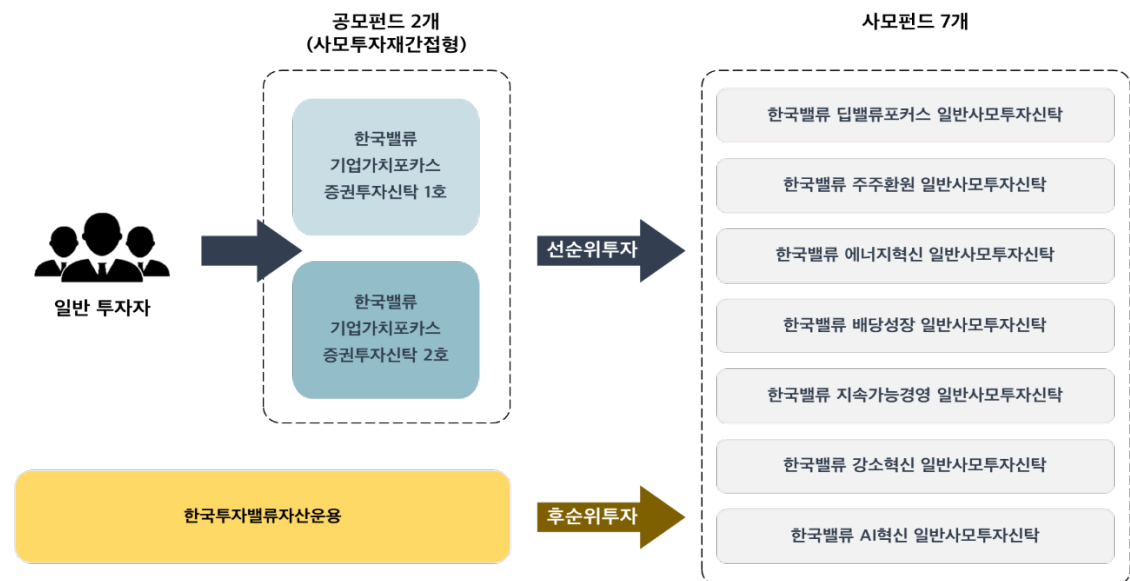 공모펀드 2개
(사모투자재간접형)
사모펀드 7개
한국밸류
기업가치포카스
증권투자신탁 1호
한국밸류
기업가치포카스
증권투자신탁 2호
일반 투자자
선순위투자
한국밸류 딥밸류포커스 일반사모투자신탁
한국밸류 주주환원 일반사모투자신탁
한국밸류 에너지혁신 일반사모투자신탁
한국밸류 배당성장 일반사모투자신탁
한국밸류 지속가능경영 일반사모투자신탁
한국밸류 강소혁신 일반사모투자신탁
한국밸류 AI혁신 일반사모투자신탁
한국투자밸류자산운용
후순위투자